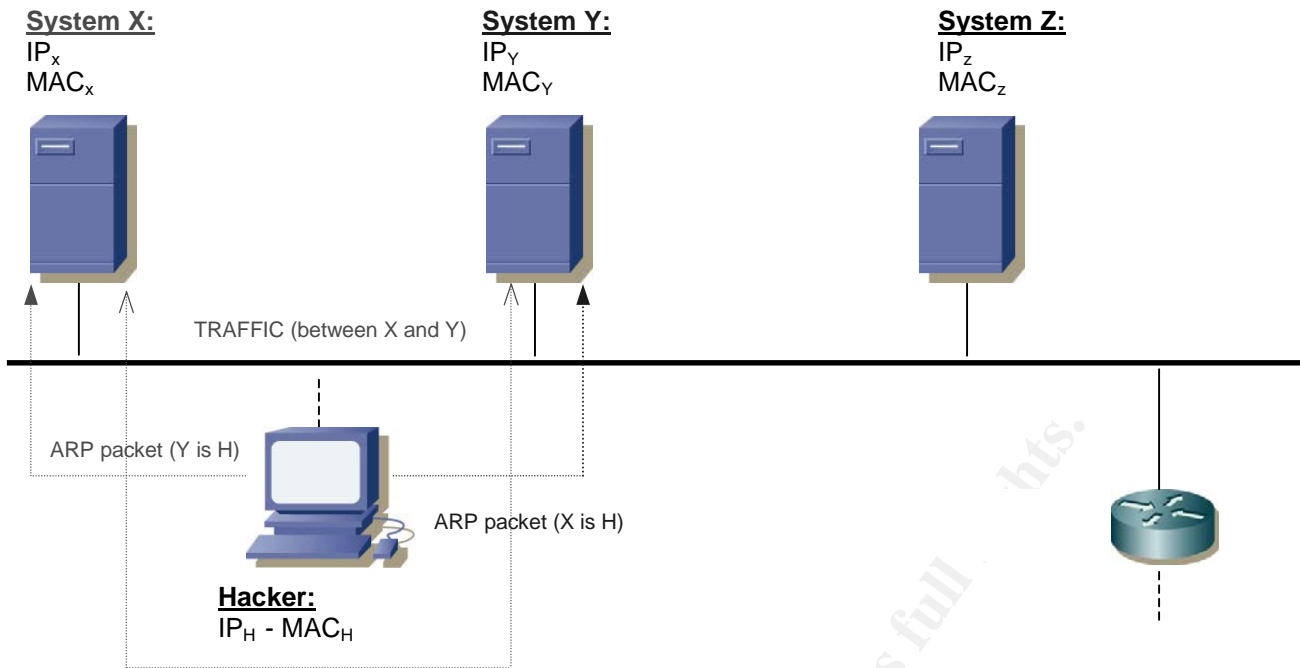 System X:
IPx
MACx
System Y:
IPY
MACY
System Z:
IPz
MACz
TRAFFIC (between X and Y)
ARP packet (Y is H)
ARP packet (X is H)
Hacker:
IPH - MACH
full